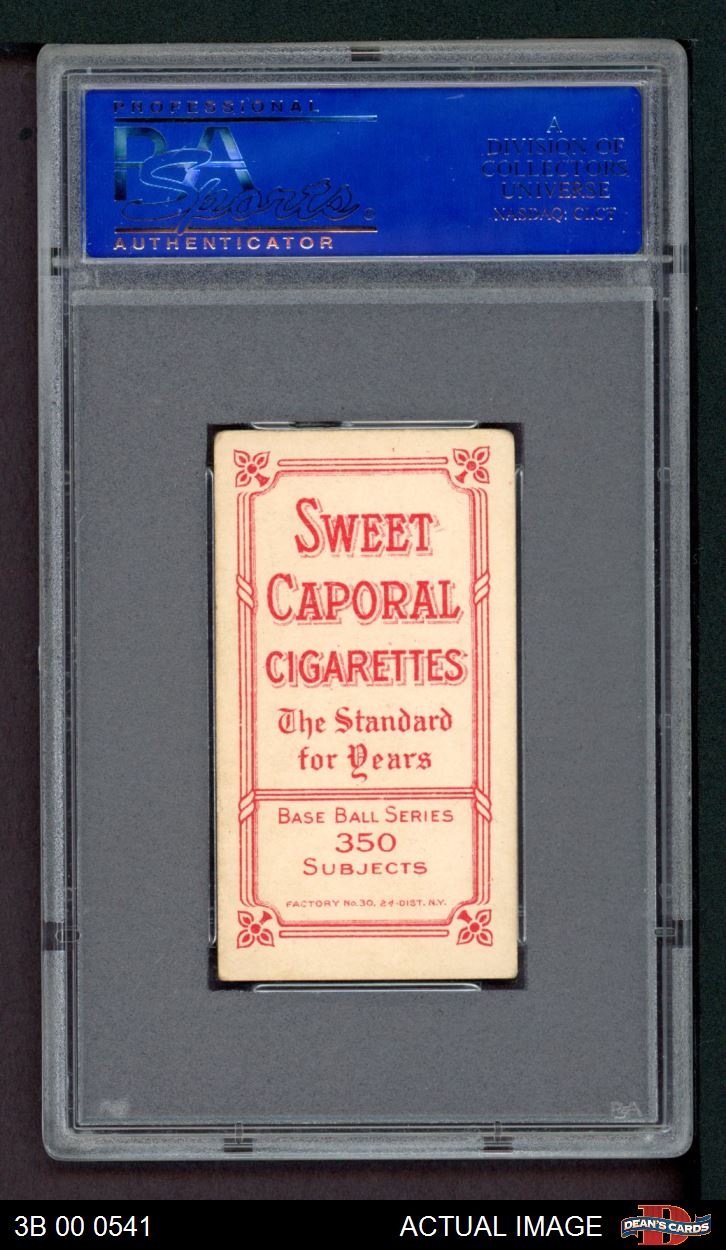 PROFESSIONAL
PSA
Sports
AUTHENTICATOR
A
DIVISION OF
COLLECTORS
UNIVERSE
NASDAQ: CLCT
SWEET
CAPORAL
CIGARETTES
The Standard
for Years
BASE BALL SERIES
350
SUBJECTS
FACTORY No. 30, 2d DIST. N.Y.
PSA
3B 00 0541
ACTUAL IMAGE
DEAN'S CARDS